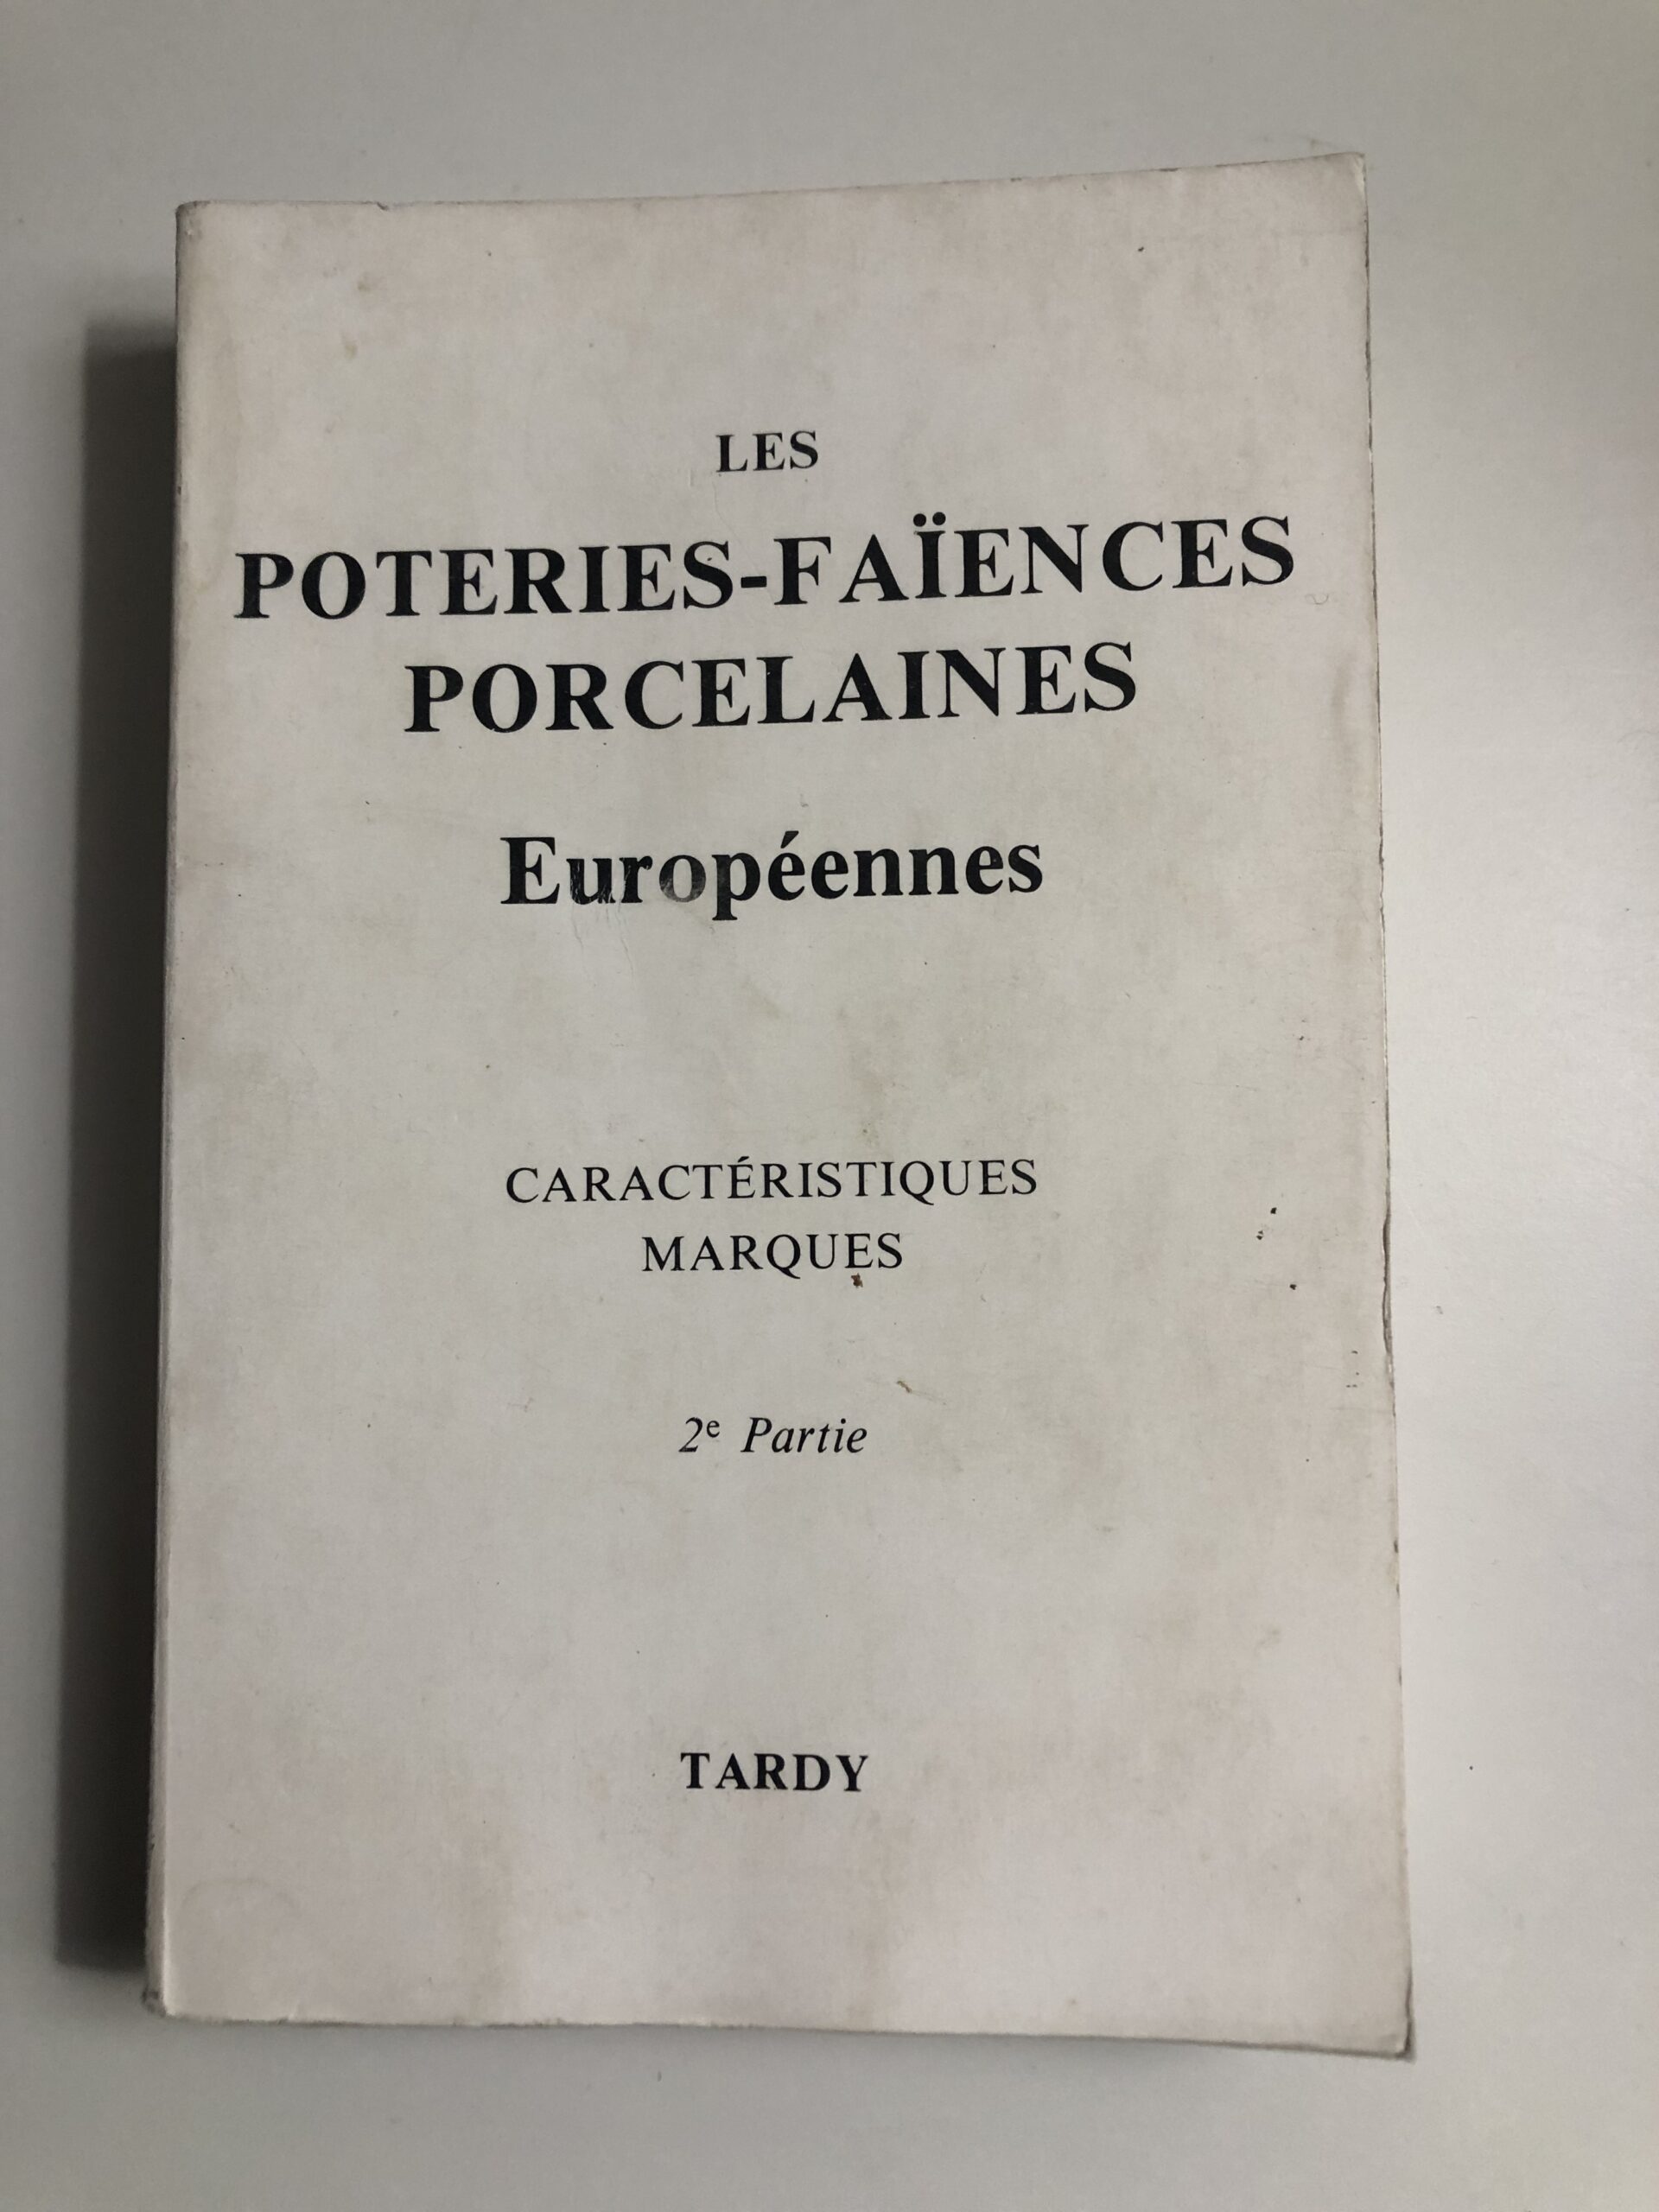 LES
POTERIES-FAÏENCES
PORCELAINES
Européennes
CARACTÉRISTIQUES
MARQUES
2e Partie
TARDY